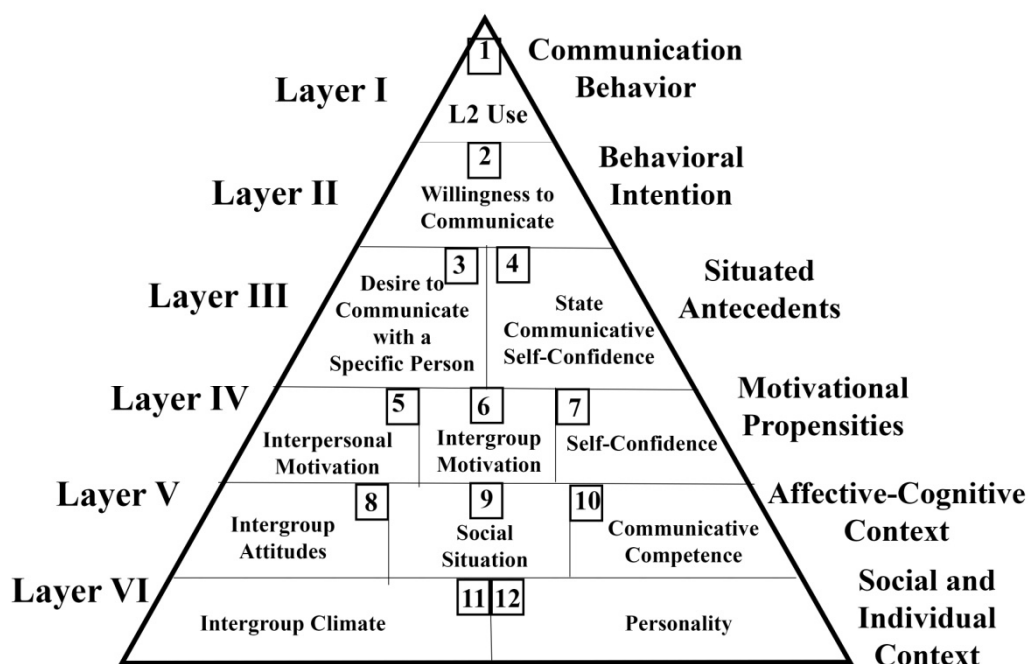 1
Communication
Behavior
Layer I
L2 Use
2
Behavioral
Intention
Layer II
Willingness to
Communicate
3
4
Situated
Antecedents
Layer III
Desire to
Communicate
with a
Specific Person
State
Communicative
Self-Confidence
Layer IV
5
6
7
Motivational
Propensities
Interpersonal
Motivation
Intergroup
Motivation
Self-Confidence
Layer V
8
9
10
Affective-Cognitive
Context
Intergroup
Attitudes
Social
Situation
Communicative
Competence
Layer VI
11
12
Social and
Individual
Context
Intergroup Climate
Personality